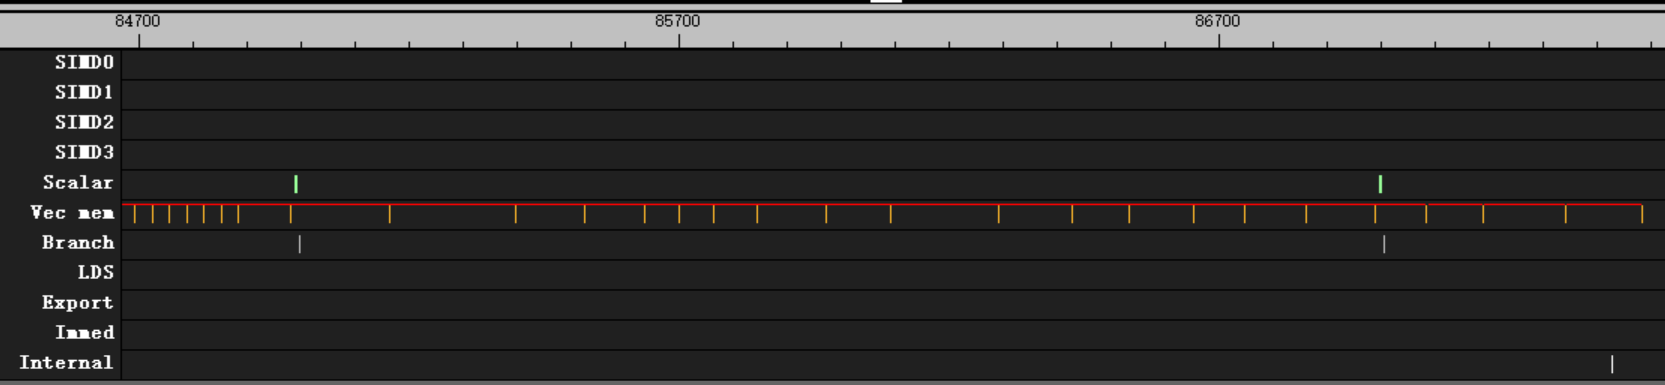 84700 85700 86700
SIMD0
SIMD1
SIMD2
SIMD3
Scalar
Vec mem
Branch
LDS
Export
Immed
Internal